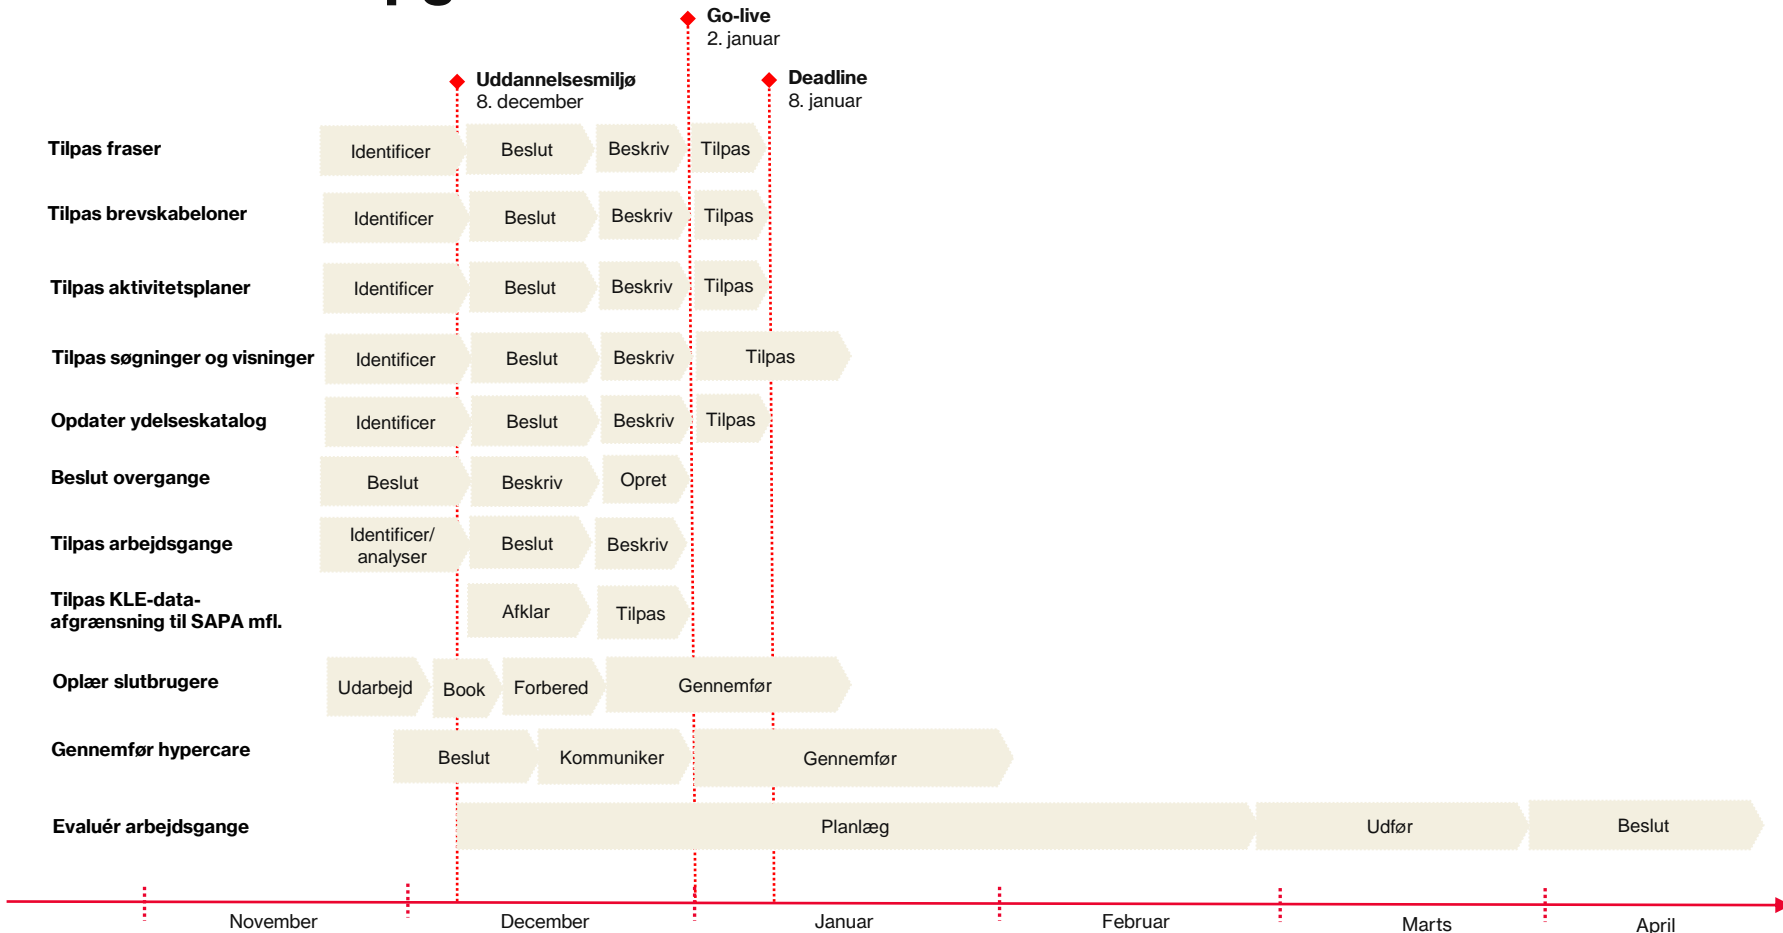 Go-live
2. januar
Uddannelsesmiljø
8. december
Deadline
8. januar
Tilpas fraser
Identificer
Beslut
Beskriv
Tilpas
Tilpas brevskabeloner
Identificer
Beslut
Beskriv
Tilpas
Tilpas aktivitetsplaner
Identificer
Beslut
Beskriv
Tilpas
Tilpas søgninger og visninger
Identificer
Beslut
Beskriv
Tilpas
Opdater ydelseskatalog
Identificer
Beslut
Beskriv
Tilpas
Beslut overgange
Beslut
Beskriv
Opret
Tilpas arbejdsgange
Identificer/
analyser
Beslut
Beskriv
Tilpas KLE-data-
afgrænsning til SAPA mfl.
Afklar
Tilpas
Oplær slutbrugere
Udarbejd
Book
Forbered
Gennemfør
Gennemfør hypercare
Beslut
Kommuniker
Gennemfør
Evaluér arbejdsgange
Planlæg
Udfør
Beslut
November
December
Januar
Februar
Marts
April